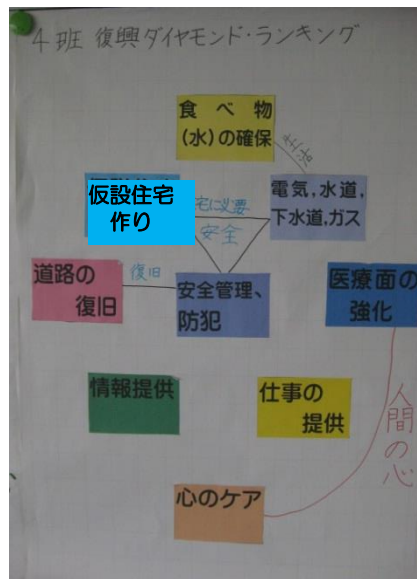 4班 復興ダイヤモンド・ランキング
食べ物
(水)の確保
生活
仮設住宅
作り
宅に必要
安全
電気,水道,
下水道,ガス
道路の
復旧
復旧
安全管理、
防犯
医療面の
強化
情報提供
仕事の
提供
人間の心
心のケア